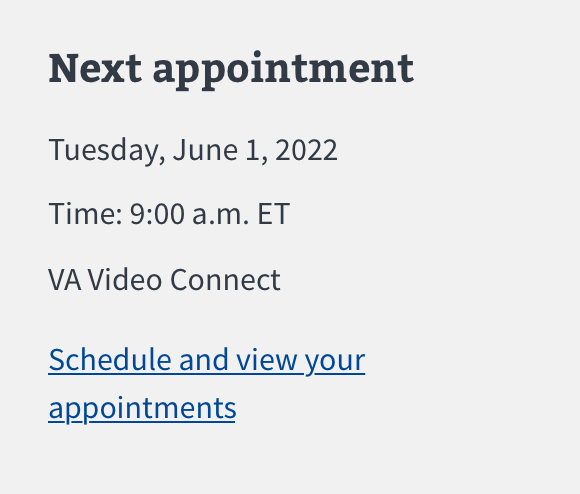 Next appointment
Tuesday, June 1, 2022
Time: 9:00 a.m. ET
VA Video Connect
Schedule and view your
appointments